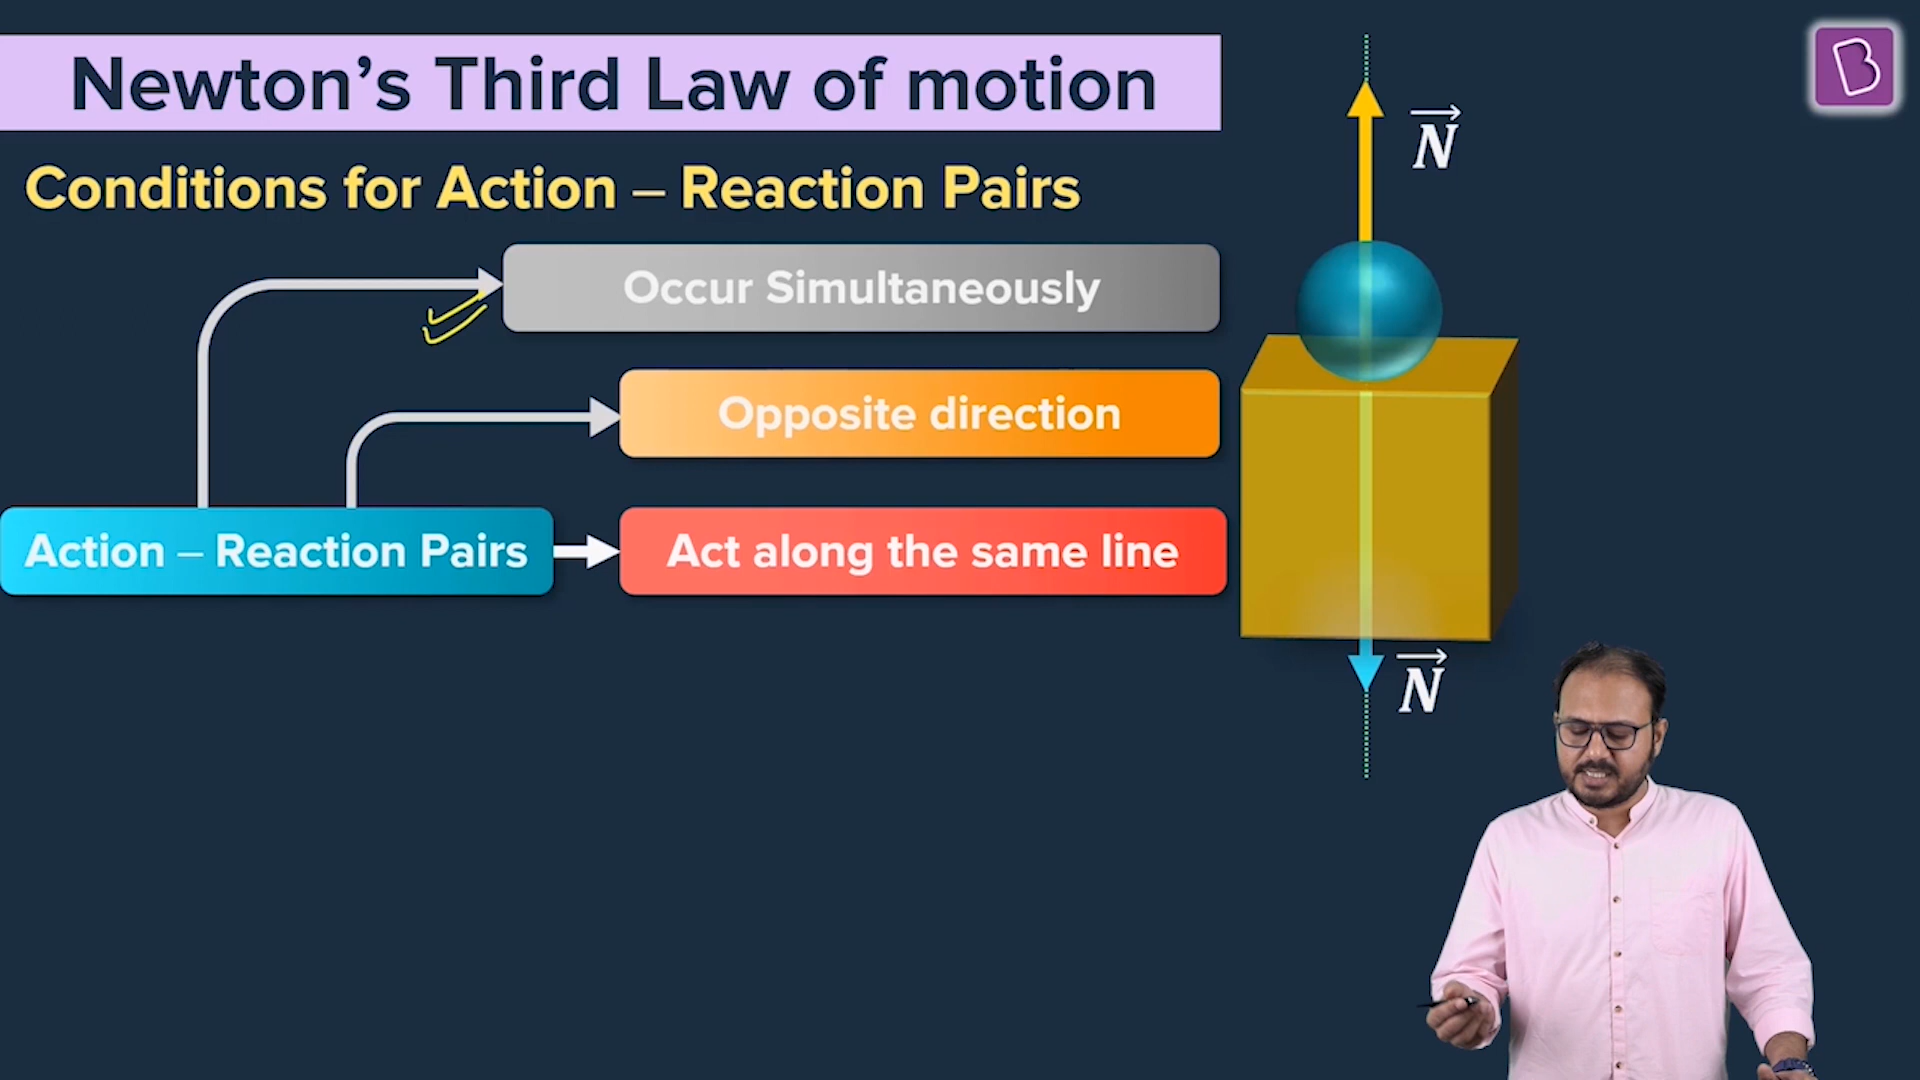 Newton’s Third Law of motion
Conditions for Action – Reaction Pairs
Occur Simultaneously
Opposite direction
Action – Reaction Pairs
Act along the same line
N
N
B